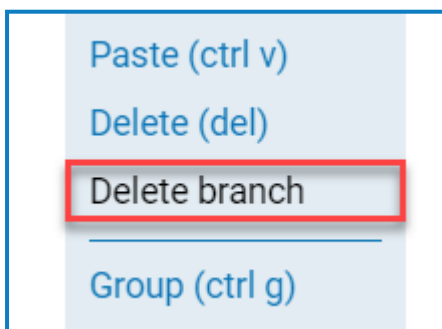 Paste (ctrl v)
Delete (del)
Delete branch
Group (ctrl g)